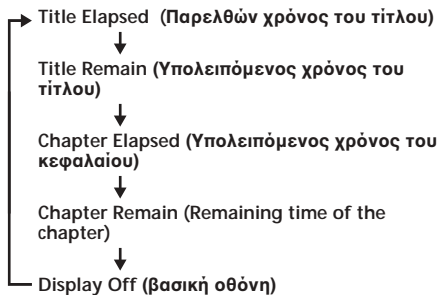 Title Elapsed (Παρελθών χρόνος του τίτλου)
Title Remain (Υπολειπόμενος χρόνος του
τίτλου)
Chapter Elapsed (Υπολειπόμενος χρόνος του
κεφαλαίου)
Chapter Remain (Remaining time of the
chapter)
Display Off (βασική οθόνη)